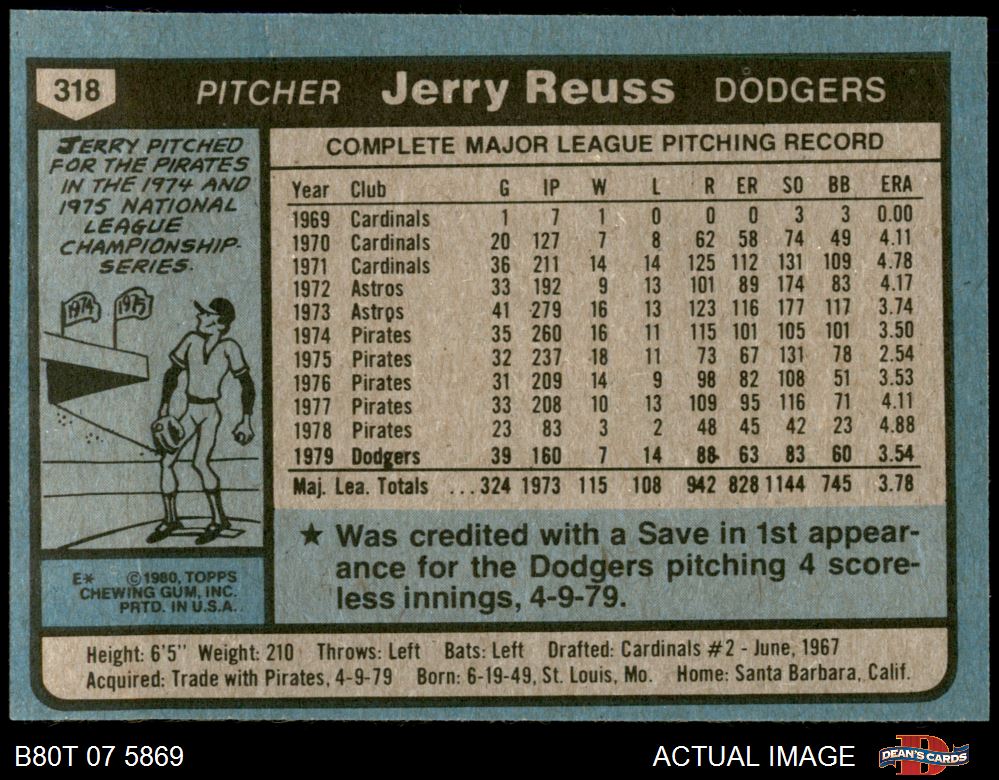 318 PITCHER Jerry Reuss DODGERS
JERRY PITCHED
FOR THE PIRATES
IN THE 1974 AND
1975 NATIONAL
LEAGUE
CHAMPIONSHIP
SERIES.
1974 1975
E* © 1980, TOPPS
CHEWING GUM, INC.
PRTD. IN U.S.A.
COMPLETE MAJOR LEAGUE PITCHING RECORD
Year Club G IP W L R ER SO BB ERA
1969 Cardinals 1 7 1 0 0 0 3 3 0.00
1970 Cardinals 20 127 7 8 62 58 74 49 4.11
1971 Cardinals 36 211 14 14 125 112 131 109 4.78
1972 Astros 33 192 9 13 101 89 174 83 4.17
1973 Astros 41 279 16 13 123 116 177 117 3.74
1974 Pirates 35 260 16 11 115 101 105 101 3.50
1975 Pirates 32 237 18 11 73 67 131 78 2.54
1976 Pirates 31 209 14 9 98 82 108 51 3.53
1977 Pirates 33 208 10 13 109 95 116 71 4.11
1978 Pirates 23 83 3 2 48 45 42 23 4.88
1979 Dodgers 39 160 7 14 88 63 83 60 3.54
Maj. Lea. Totals ...324 1973 115 108 942 828 1144 745 3.78
★ Was credited with a Save in 1st appear-
ance for the Dodgers pitching 4 score-
less innings, 4-9-79.
Height: 6'5" Weight: 210 Throws: Left Bats: Left Drafted: Cardinals #2 - June, 1967
Acquired: Trade with Pirates, 4-9-79 Born: 6-19-49, St. Louis, Mo. Home: Santa Barbara, Calif.
B80T 07 5869 ACTUAL IMAGE DEAN'S CARDS